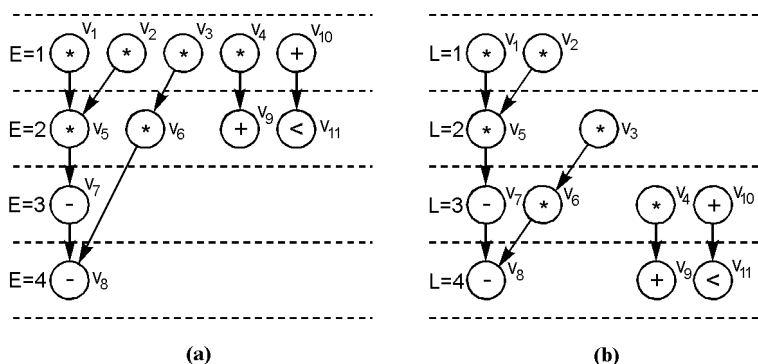 v1 v2 v3 v4 v10
E=1 * * * * +
E=2 * v5 * v6 + v9 < v11
v7
E=3 -
E=4 - v8
(a)
v1 v2
L=1 * *
L=2 * v5 * v3
L=3 - v7 * v6 * v4 + v10
L=4 - v8 + v9 < v11
(b)